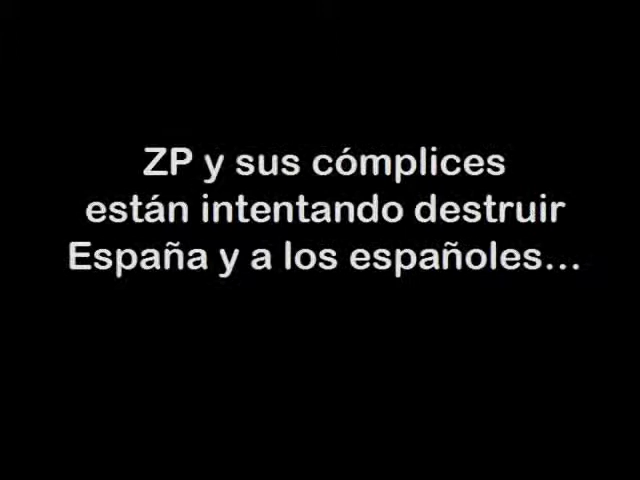 ZP y sus cómplices
están intentando destruir
España y a los españoles...